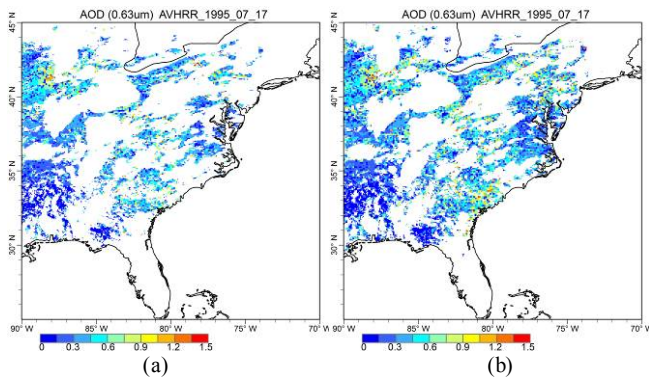 AOD (0.63um) AVHRR_1995_07_17
45° N
40° N
35° N
30° N
90° W 85° W 80° W 75° W 70° W
0 0.3 0.6 0.9 1.2 1.5
(a)
AOD (0.63um) AVHRR_1995_07_17
45° N
40° N
35° N
30° N
90° W 85° W 80° W 75° W 70° W
0 0.3 0.6 0.9 1.2 1.5
(b)